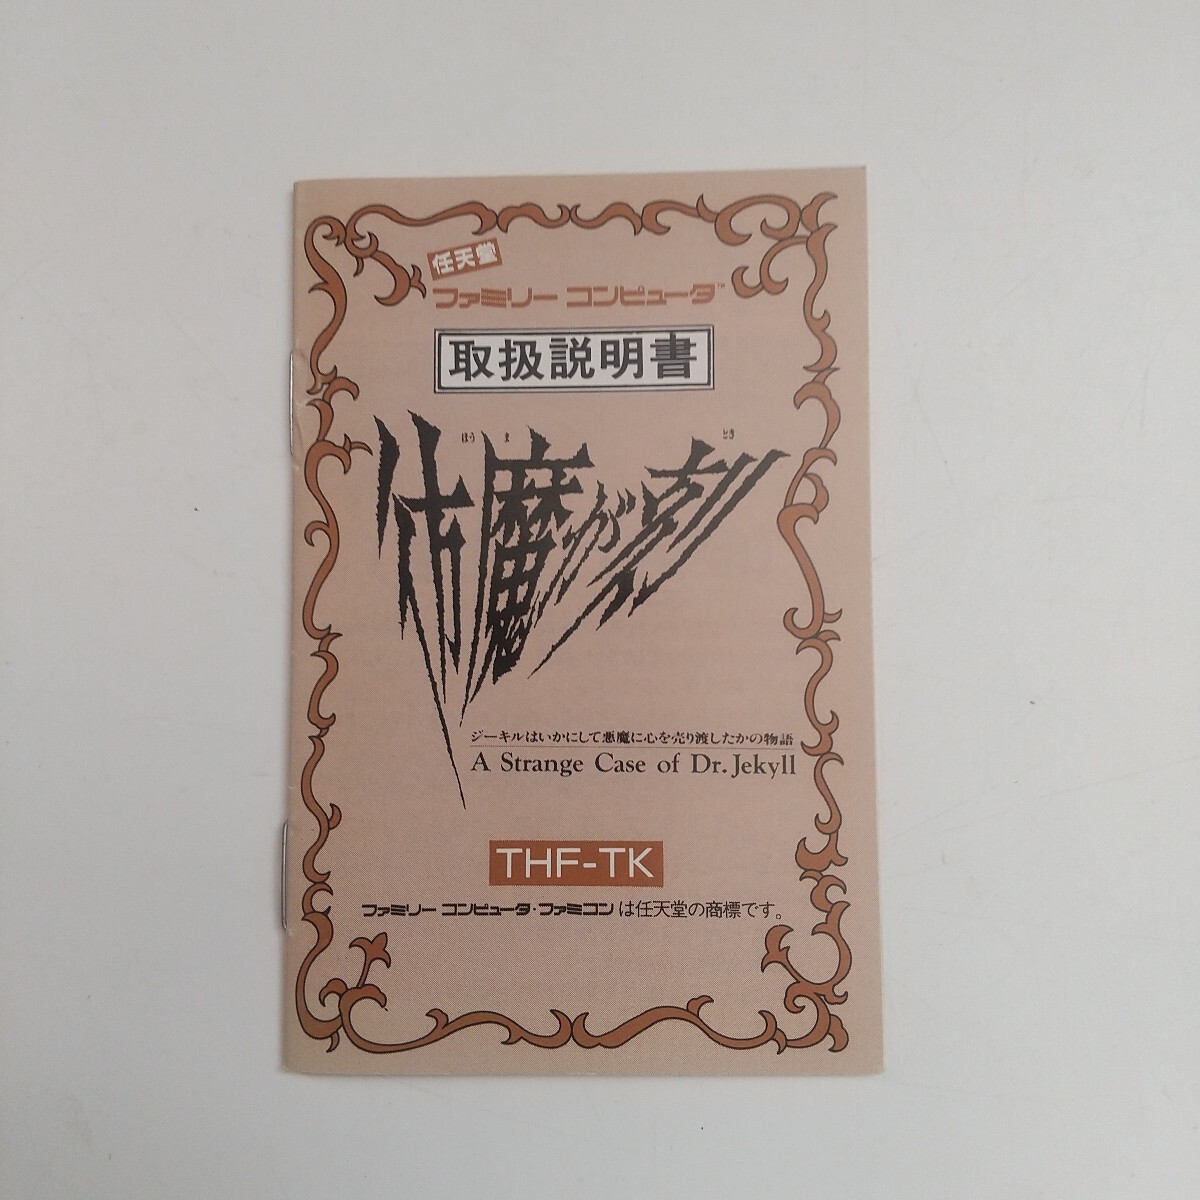 任天堂
ファミリー コンピュータ™
取扱説明書
ほう ま とき
彷魔が刻
ジーキルはいかにして悪魔に心を売り渡したかの物語
A Strange Case of Dr. Jekyll
THF-TK
ファミリー コンピュータ・ファミコン は任天堂の商標です。